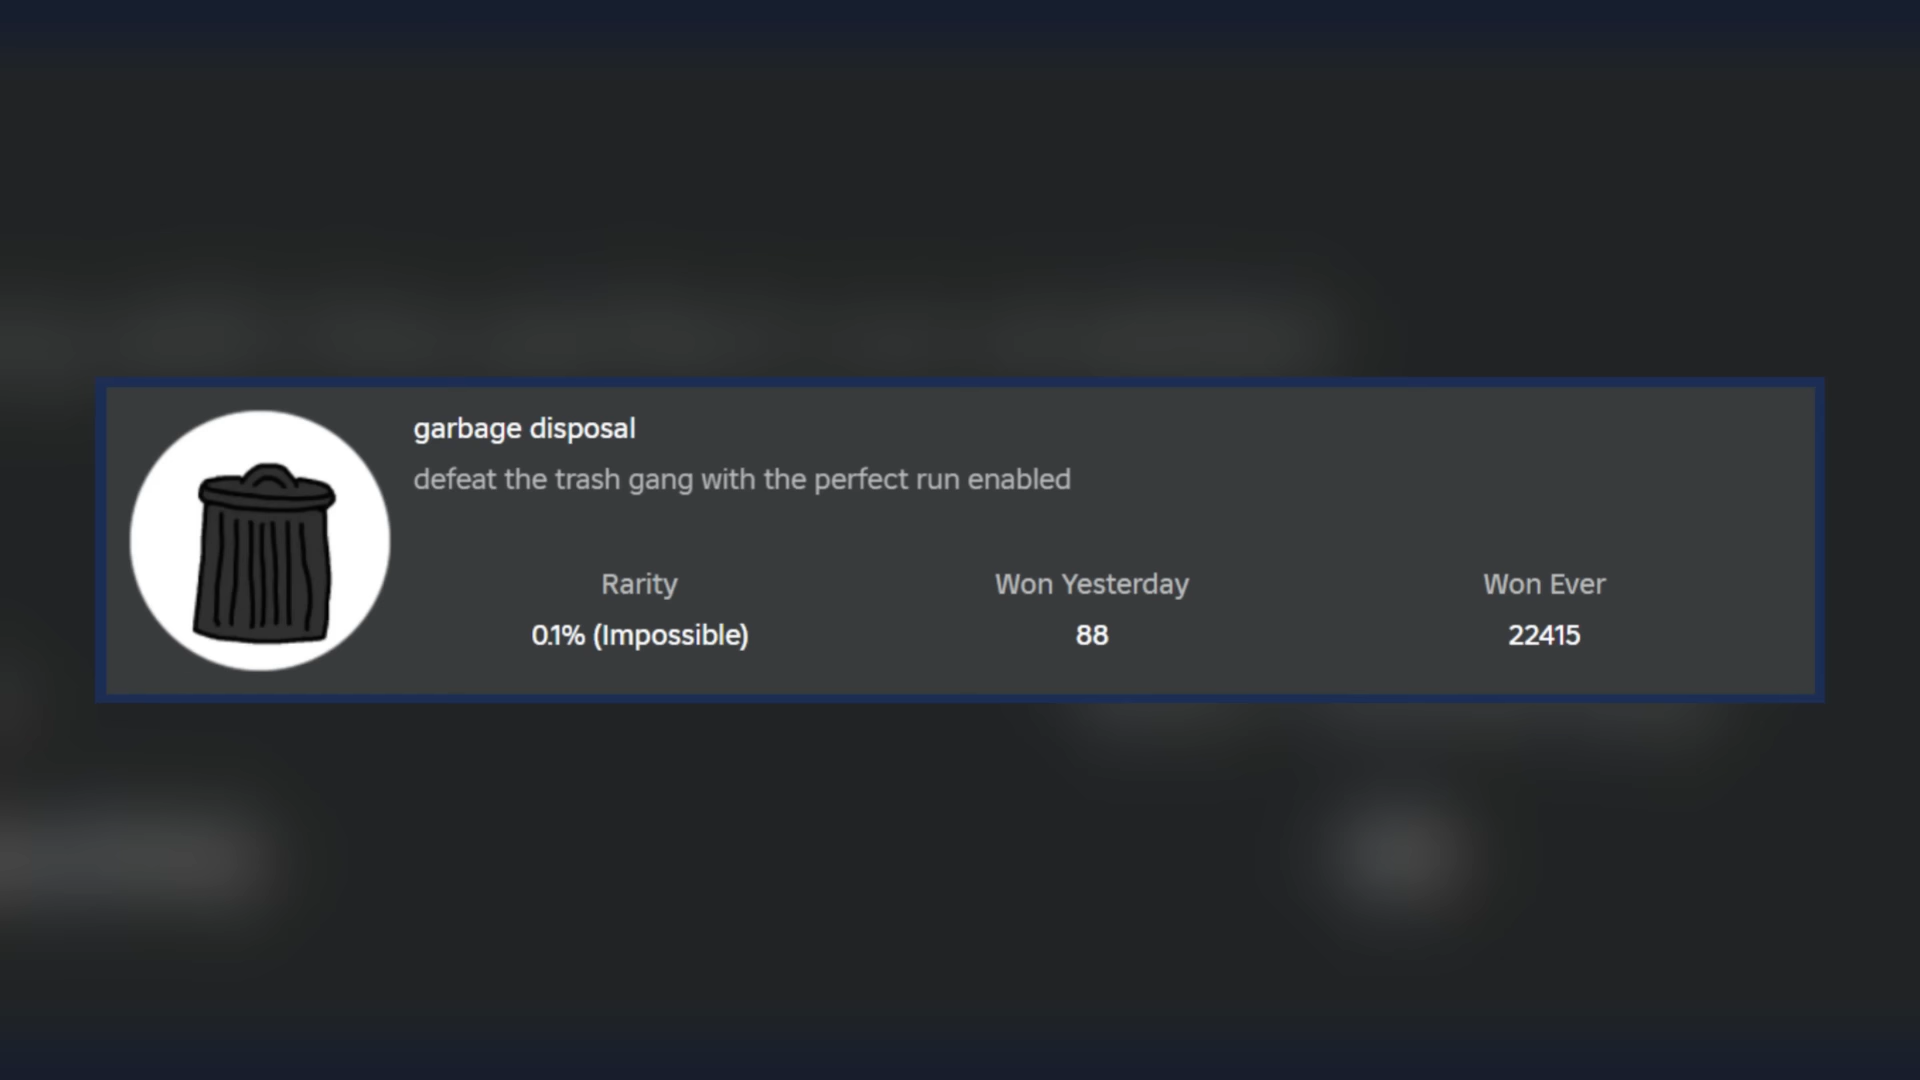 garbage disposal
defeat the trash gang with the perfect run enabled
Rarity Won Yesterday Won Ever
0.1% (Impossible) 88 22415